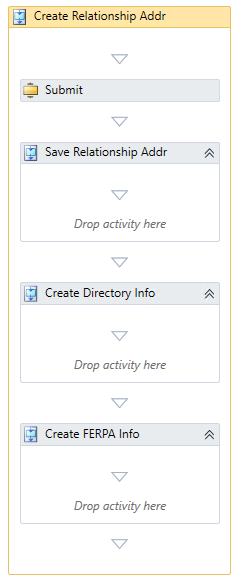 Create Relationship Addr
Submit
Save Relationship Addr
Drop activity here
Create Directory Info
Drop activity here
Create FERPA Info
Drop activity here